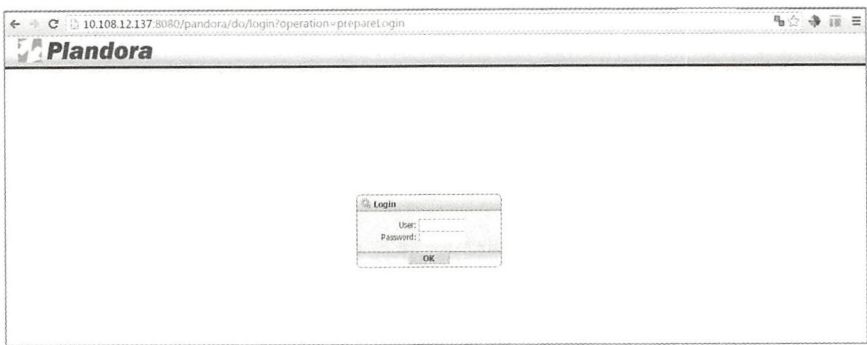 10.108.12.137:8080/pandora/do/login?operation=prepareLogin
Plandora
Login
User:
Password:
OK